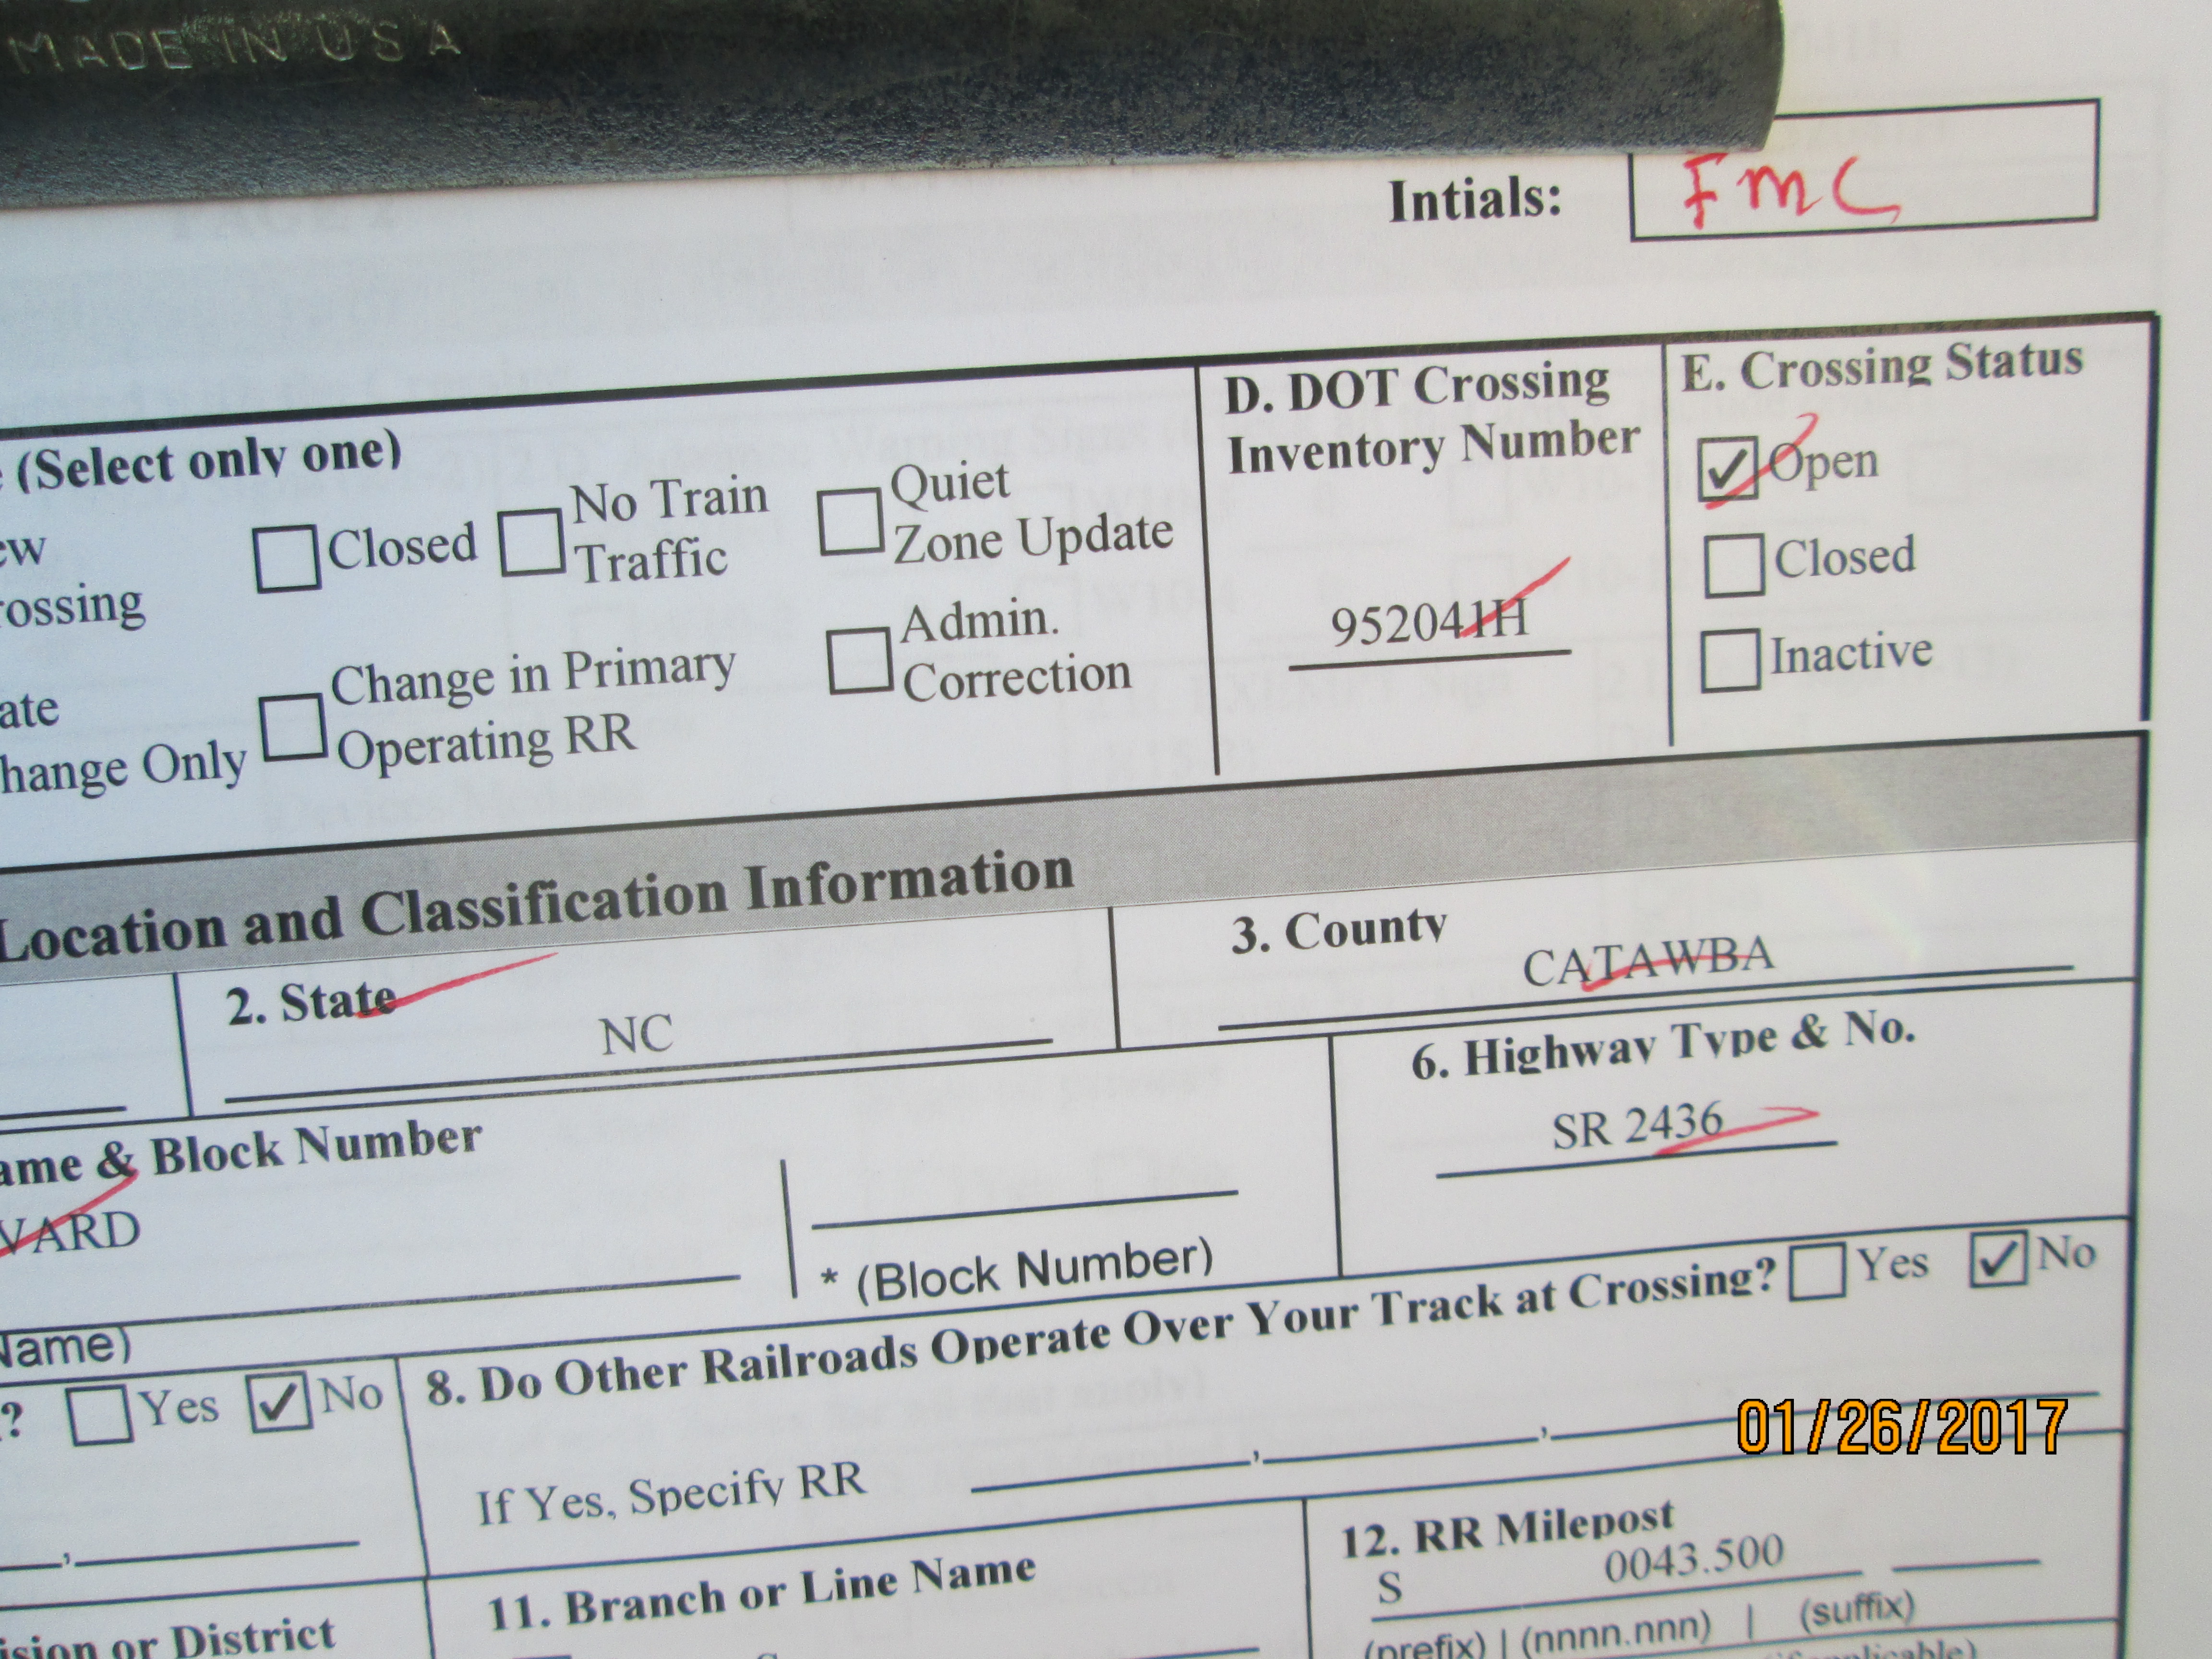 MADE IN USA
Intials: FMC
(Select only one)
Closed
No Train
Traffic
Quiet
Zone Update
ossing
Change in Primary
Operating RR
Admin.
Correction
ate
hange Only
D. DOT Crossing
Inventory Number
952041H
E. Crossing Status
Open
Closed
Inactive
Location and Classification Information
2. State
NC
3. County
CATAWBA
ame & Block Number
VARD
* (Block Number)
6. Highway Type & No.
SR 2436
Name)
? Yes No
8. Do Other Railroads Operate Over Your Track at Crossing? Yes No
If Yes, Specify RR , ,
01/26/2017
ision or District
11. Branch or Line Name
12. RR Milepost
S 0043.500
(prefix) | (nnnn.nnn) | (suffix)